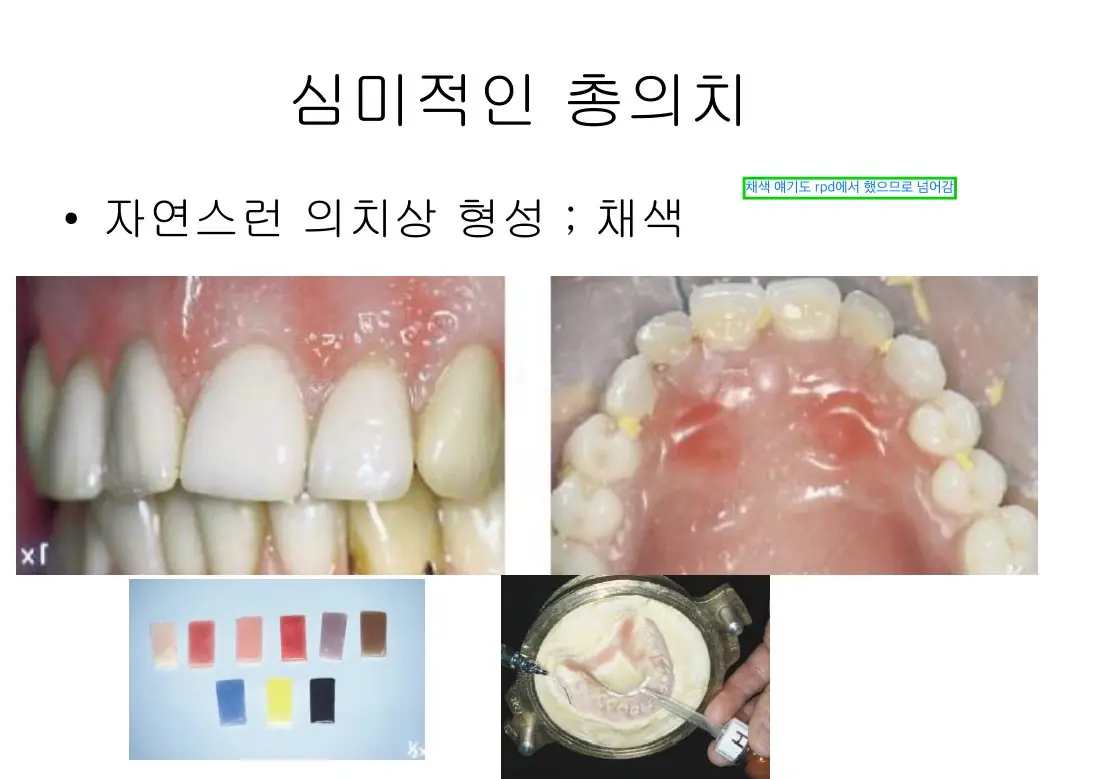 심미적인 총의치
채색 얘기도 rpd에서 했으므로 넘어감
• 자연스런 의치상 형성 ; 채색
x1
H